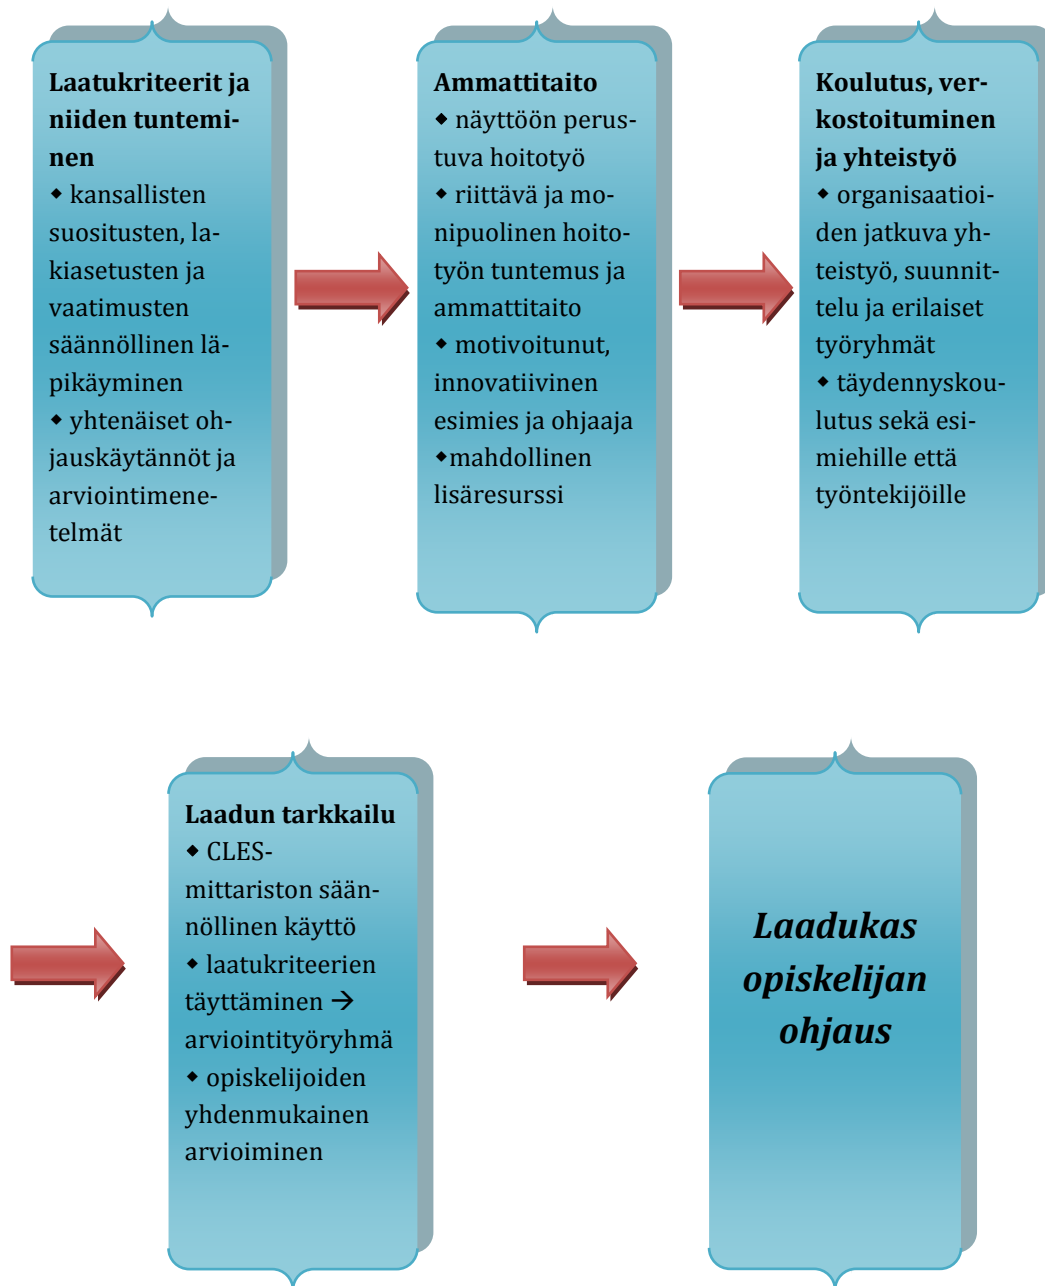 Laatukriteerit ja
niiden tuntemi-
nen
◆ kansallisten
suositusten, la-
kiasetusten ja
vaatimusten
säännöllinen lä-
pikäyminen
◆ yhtenäiset oh-
jauskäytännöt ja
arviointimene-
telmät
Ammattitaito
◆ näyttöön perus-
tuva hoitotyö
◆ riittävä ja mo-
nipuolinen hoito-
työn tuntemus ja
ammattitaito
◆ motivoitunut,
innovatiivinen
esimies ja ohjaaja
◆mahdollinen
lisäresurssi
Koulutus, ver-
kostoituminen
ja yhteistyö
◆ organisaatioi-
den jatkuva yh-
teistyö, suunnit-
telu ja erilaiset
työryhmät
◆ täydennyskou-
lutus sekä esi-
miehille että
työntekijöille
Laadun tarkkailu
◆ CLES-
mittariston sään-
nöllinen käyttö
◆ laatukriteerien
täyttäminen →
arviointityöryhmä
◆ opiskelijoiden
yhdenmukainen
arvioiminen
Laadukas
opiskelijan
ohjaus